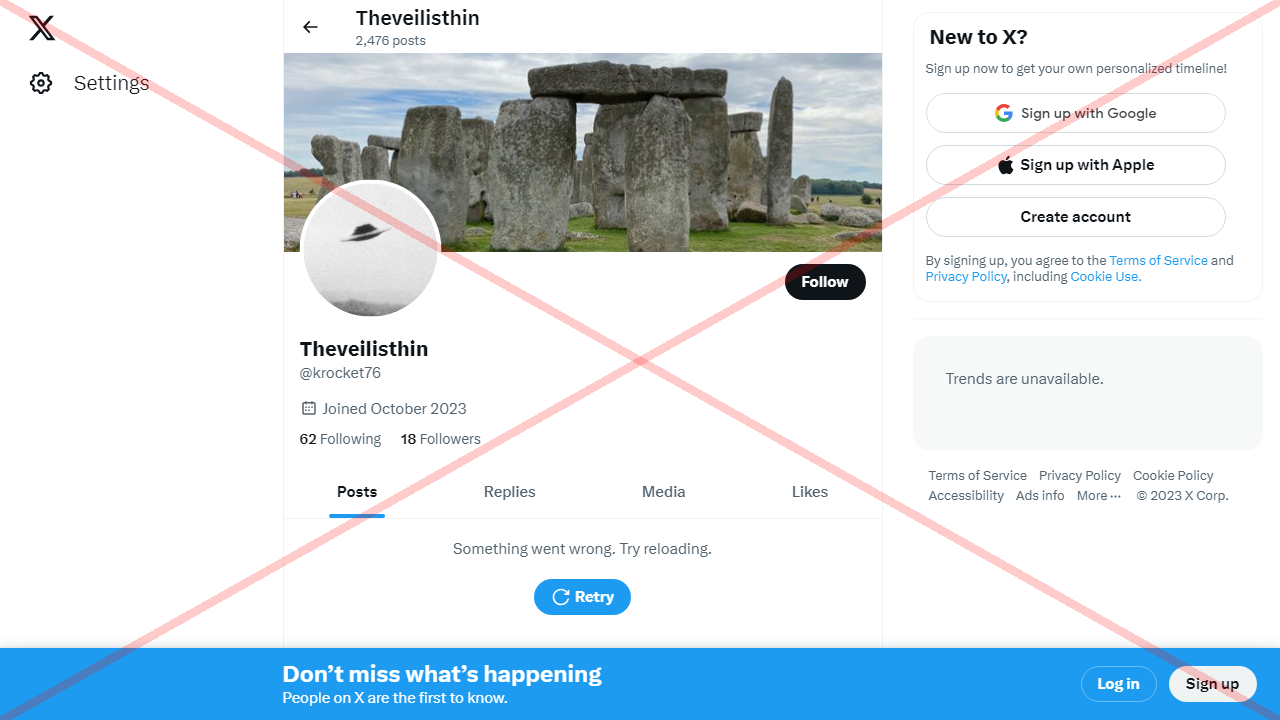 Settings
Theveilisthin
2,476 posts
Follow
Theveilisthin
@krocket76
Joined October 2023
62 Following 18 Followers
Posts Replies Media Likes
Something went wrong. Try reloading.
Retry
New to X?
Sign up now to get your own personalized timeline!
Sign up with Google
Sign up with Apple
Create account
By signing up, you agree to the Terms of Service and
Privacy Policy, including Cookie Use.
Trends are unavailable.
Terms of Service Privacy Policy Cookie Policy
Accessibility Ads info More ··· © 2023 X Corp.
Don’t miss what’s happening
People on X are the first to know.
Log in Sign up